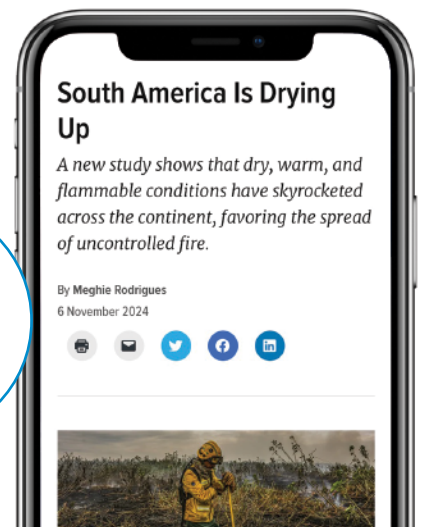 South America Is Drying
Up
A new study shows that dry, warm, and
flammable conditions have skyrocketed
across the continent, favoring the spread
of uncontrolled fire.
By Meghie Rodrigues
6 November 2024
in